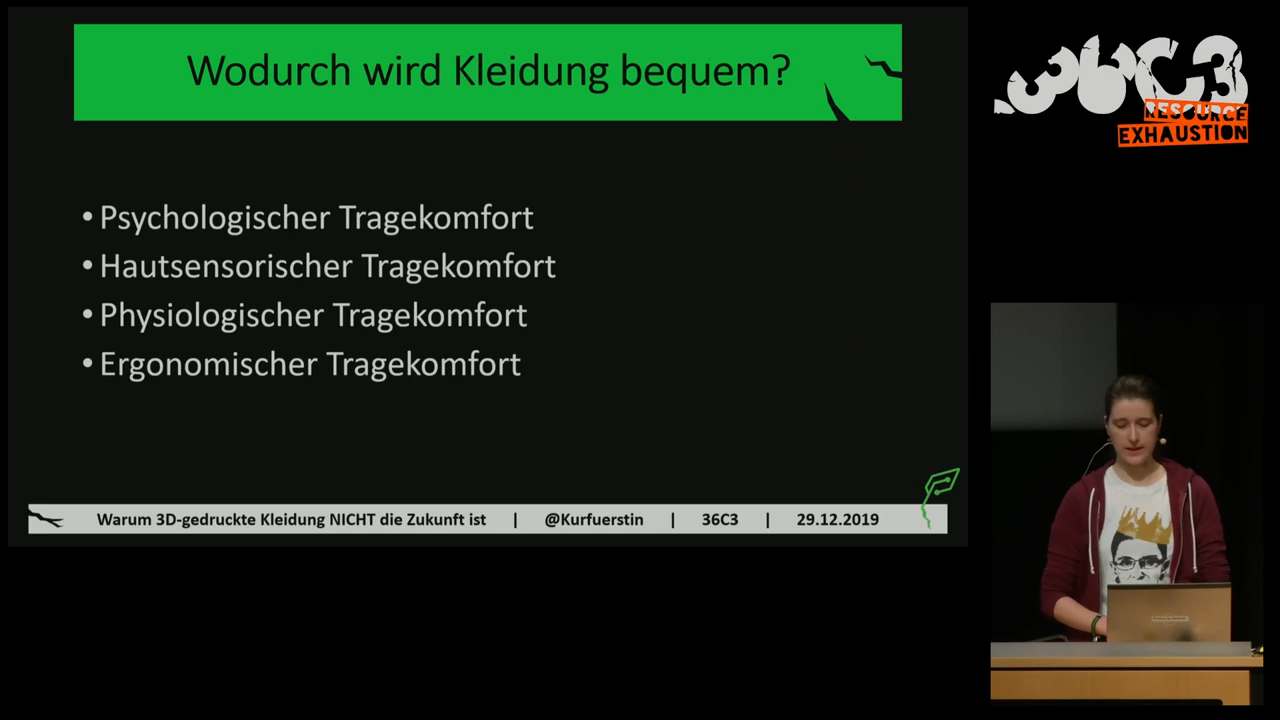 Wodurch wird Kleidung bequem?
• Psychologischer Tragekomfort
• Hautsensorischer Tragekomfort
• Physiologischer Tragekomfort
• Ergonomischer Tragekomfort
Warum 3D-gedruckte Kleidung NICHT die Zukunft ist | @Kurfuerstin | 36C3 | 29.12.2019
36C3
RESOURCE
EXHAUSTION